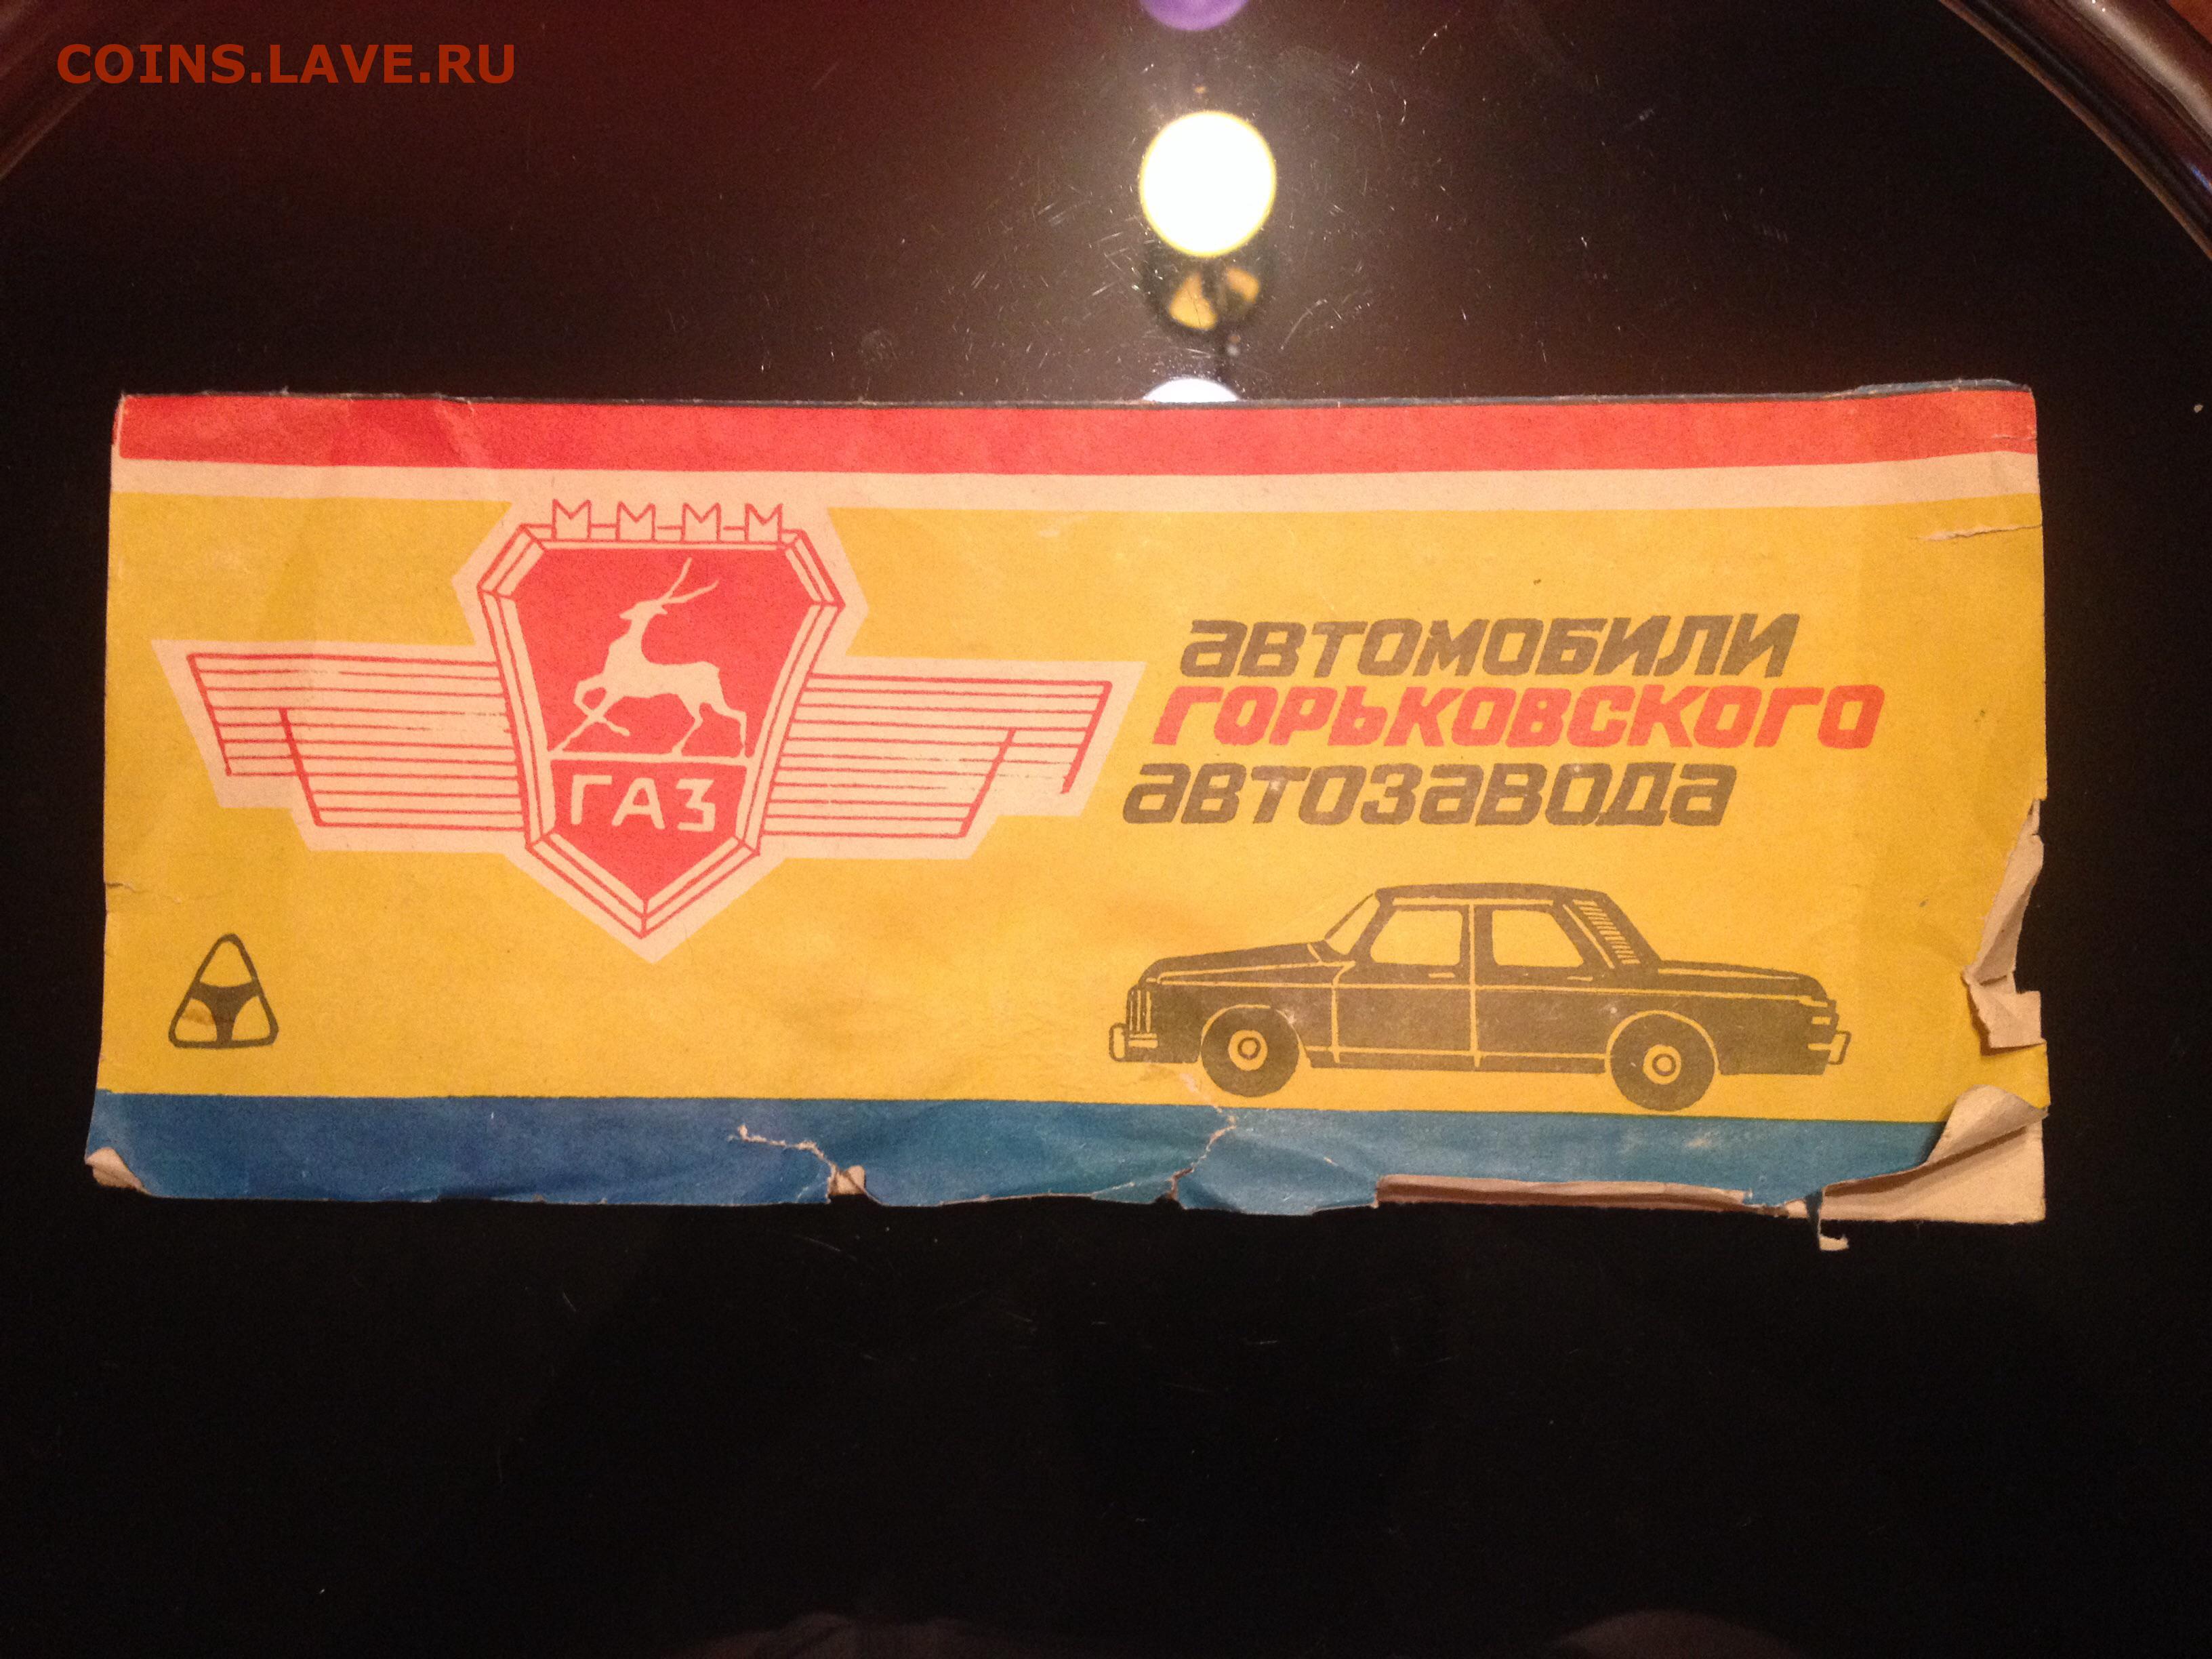 COINS.LAVE.RU
ГАЗ
автомобили
горьковского
автозавода